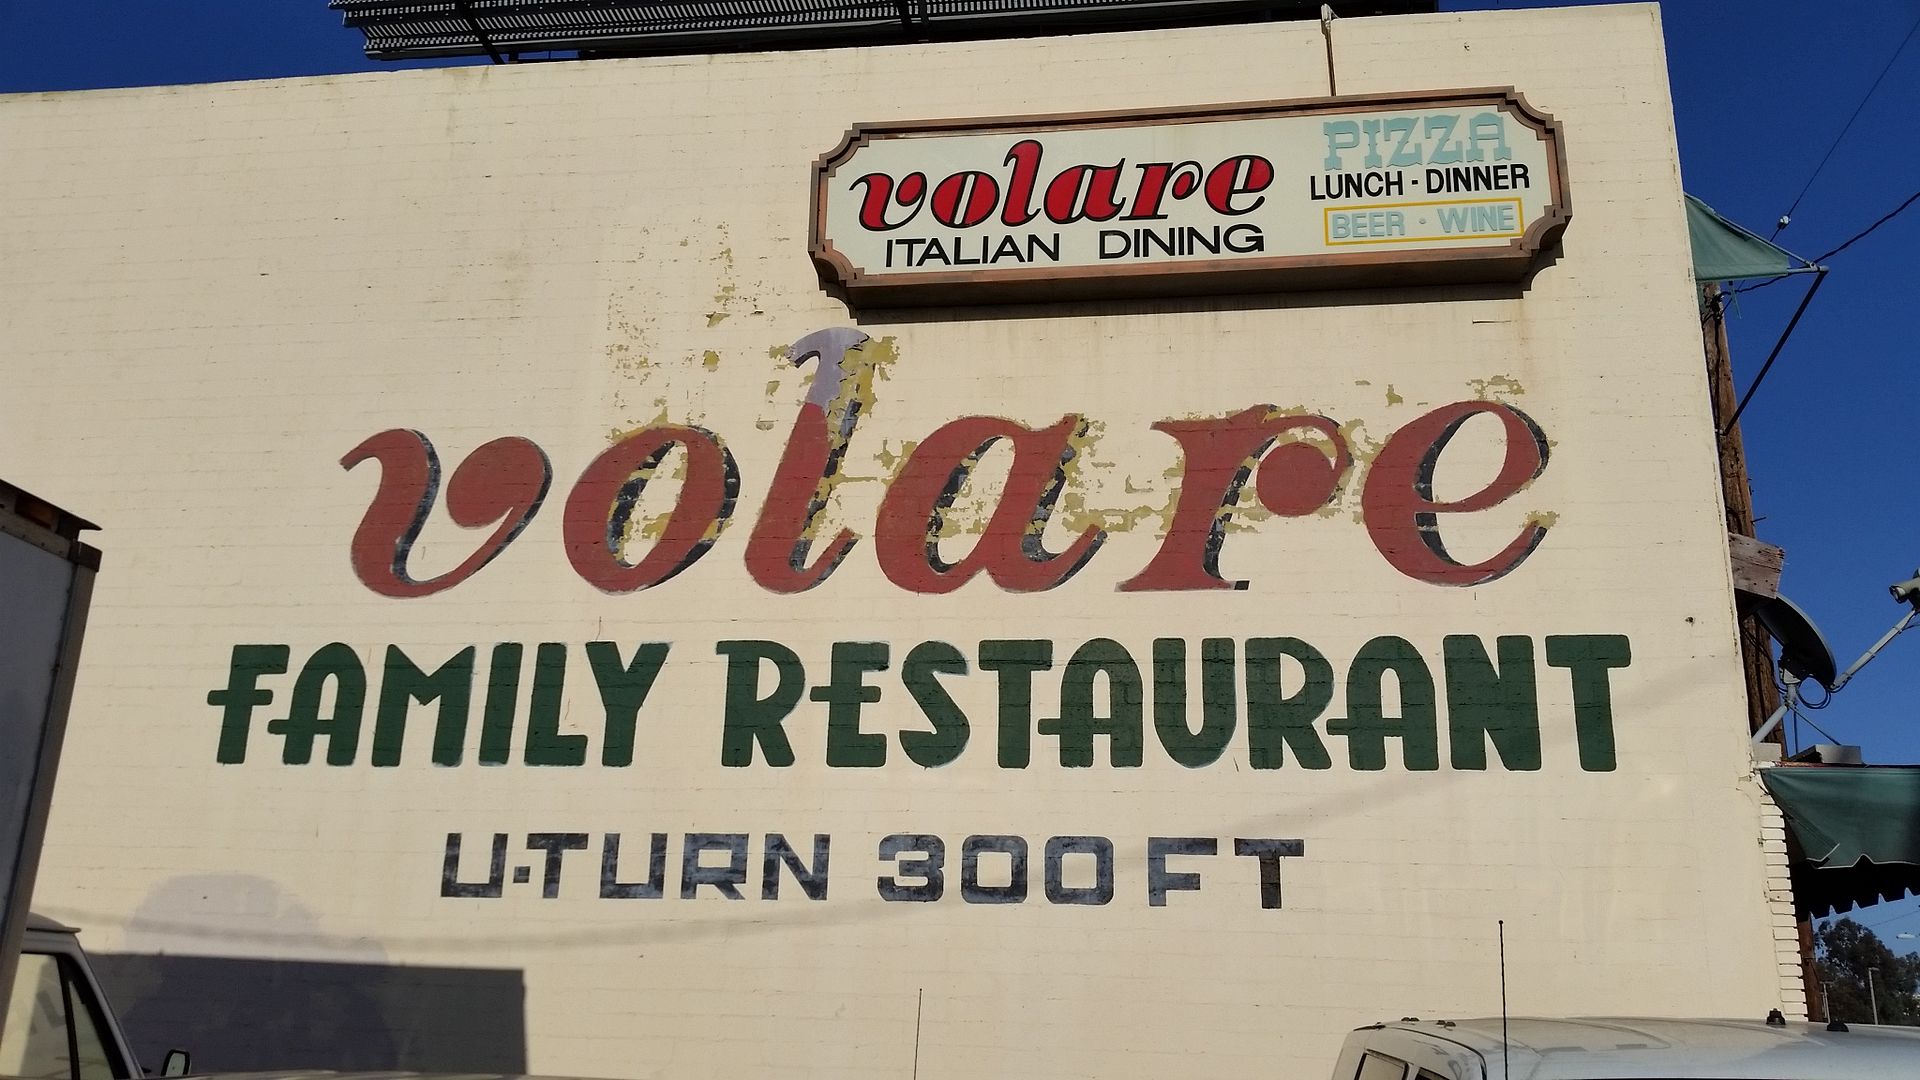 volare
ITALIAN DINING
PIZZA
LUNCH - DINNER
BEER · WINE
volare
FAMILY RESTAURANT
U-TURN 300 FT